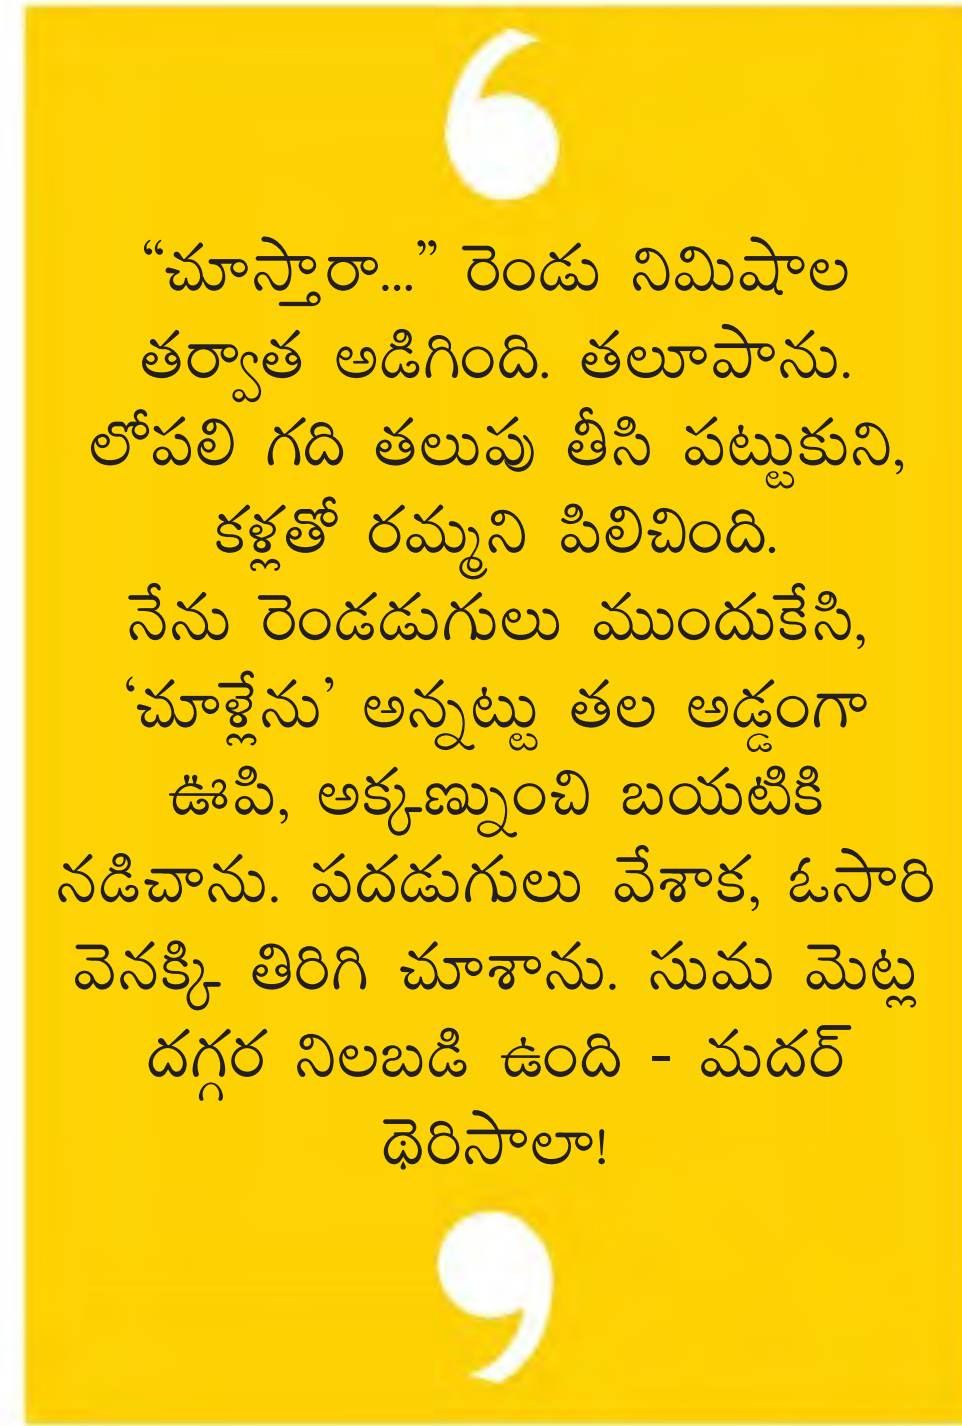 “చూస్తారా...” రెండు నిమిషాల
తర్వాత అడిగింది. తలూపాను.
లోపలి గది తలుపు తీసి పట్టుకుని,
కళ్లతో రమ్మని పిలిచింది.
నేను రెండడుగులు ముందుకేసి,
‘చూళ్లేను’ అన్నట్టు తల అడ్డంగా
ఊపి, అక్కణ్నుంచి బయటికి
నడిచాను. పదడుగులు వేశాక, ఓసారి
వెనక్కి తిరిగి చూశాను. సుమ మెట్ల
దగ్గర నిలబడి ఉంది - మదర్
థెరిసాలా!